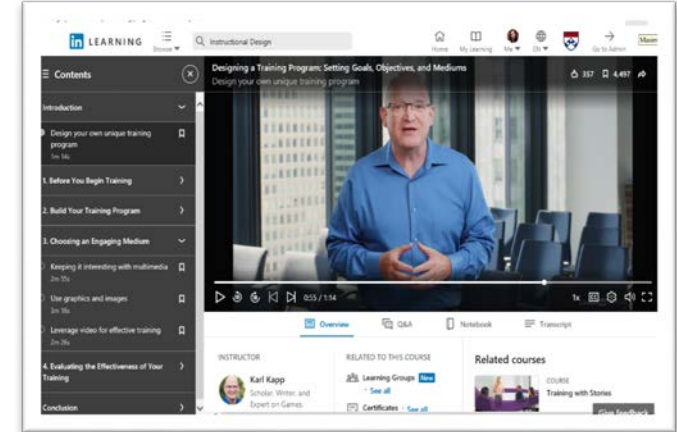 in LEARNING
Browse
Instructional Design
Home
My Learning
Me
EN
Go to Admin
Contents
Introduction
Design your own unique training
program
1m 14s
1. Before You Begin Training
2. Build Your Training Program
3. Choosing an Engaging Medium
Keeping it interesting with multimedia
2m 55s
Use graphics and images
3m 18s
Leverage video for effective training
2m 26s
4. Evaluating the Effectiveness of Your
Training
Conclusion
Designing a Training Program: Setting Goals, Objectives, and Mediums
Design your own unique training program
357
4,497
0:55 / 1:14
1x
Overview
Q&A
Notebook
Transcript
INSTRUCTOR
Karl Kapp
Scholar, Writer, and
Expert on Games,
RELATED TO THIS COURSE
Learning Groups New
· See all
Certificates · See all
Related courses
COURSE
Training with Stories
Give feedback